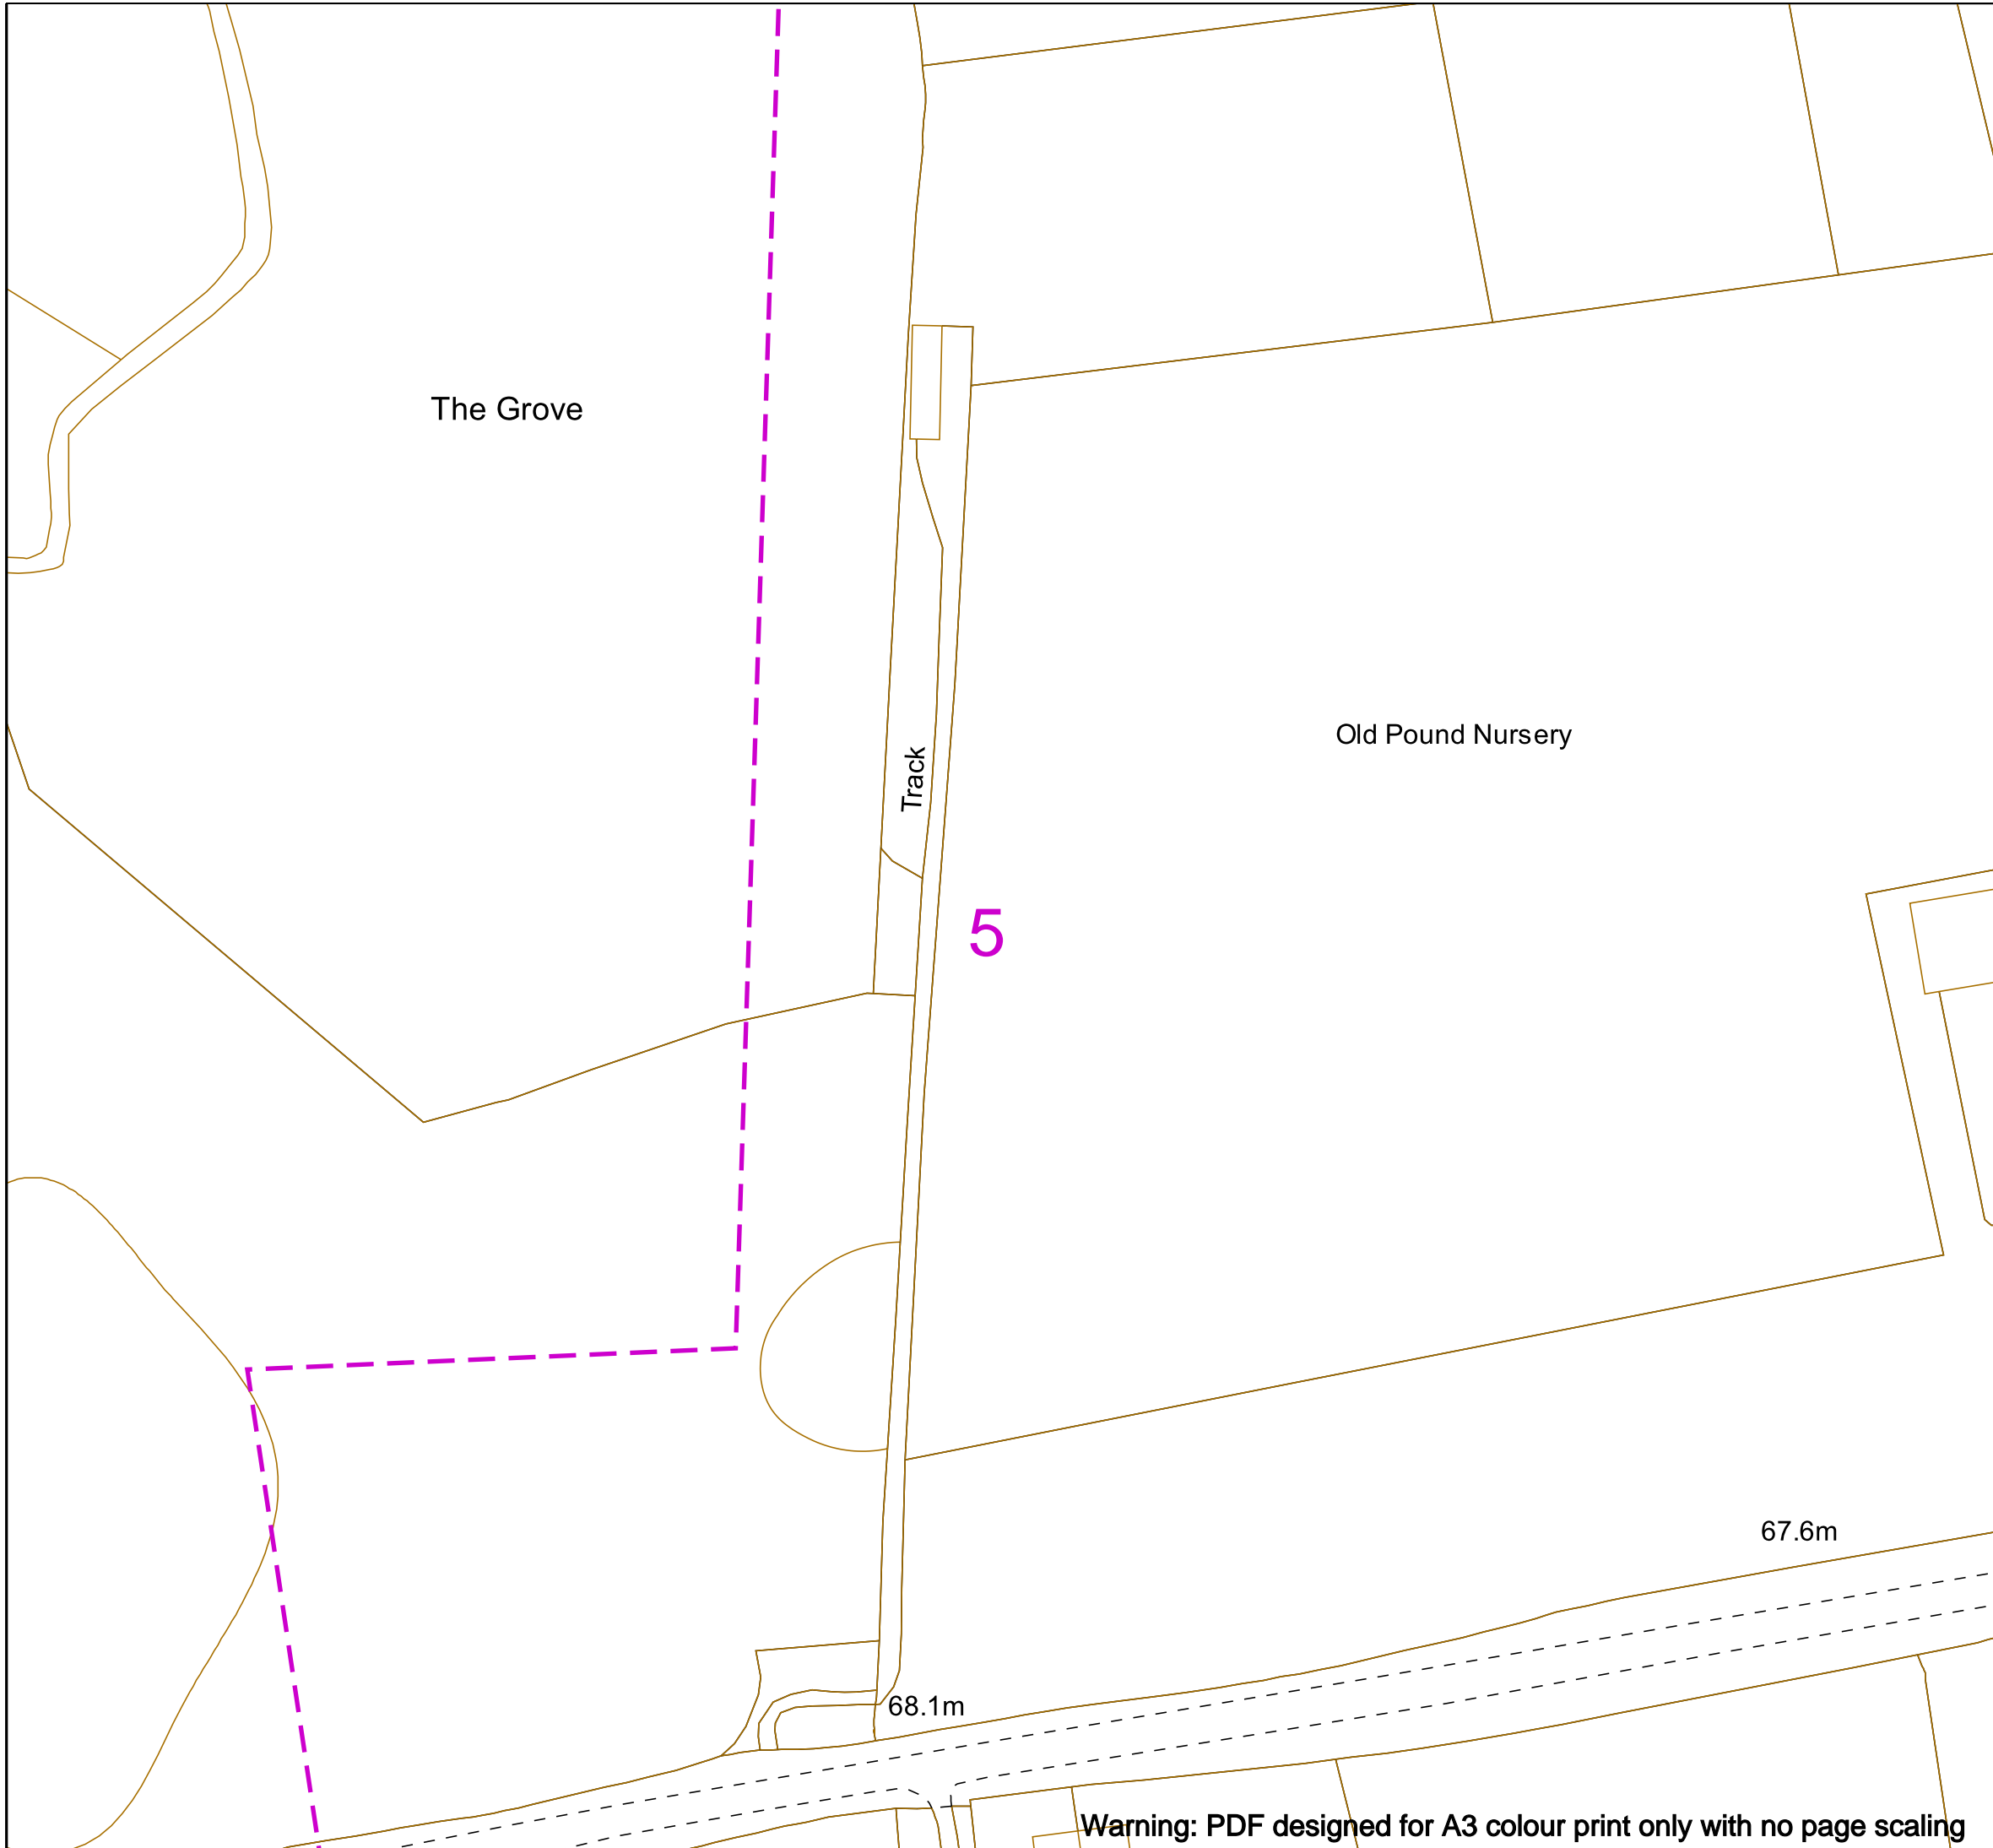 The Grove
Old Pound Nursery
Track
5
67.6m
68.1m
Warning: PDF designed for A3 colour print only with no page scaling